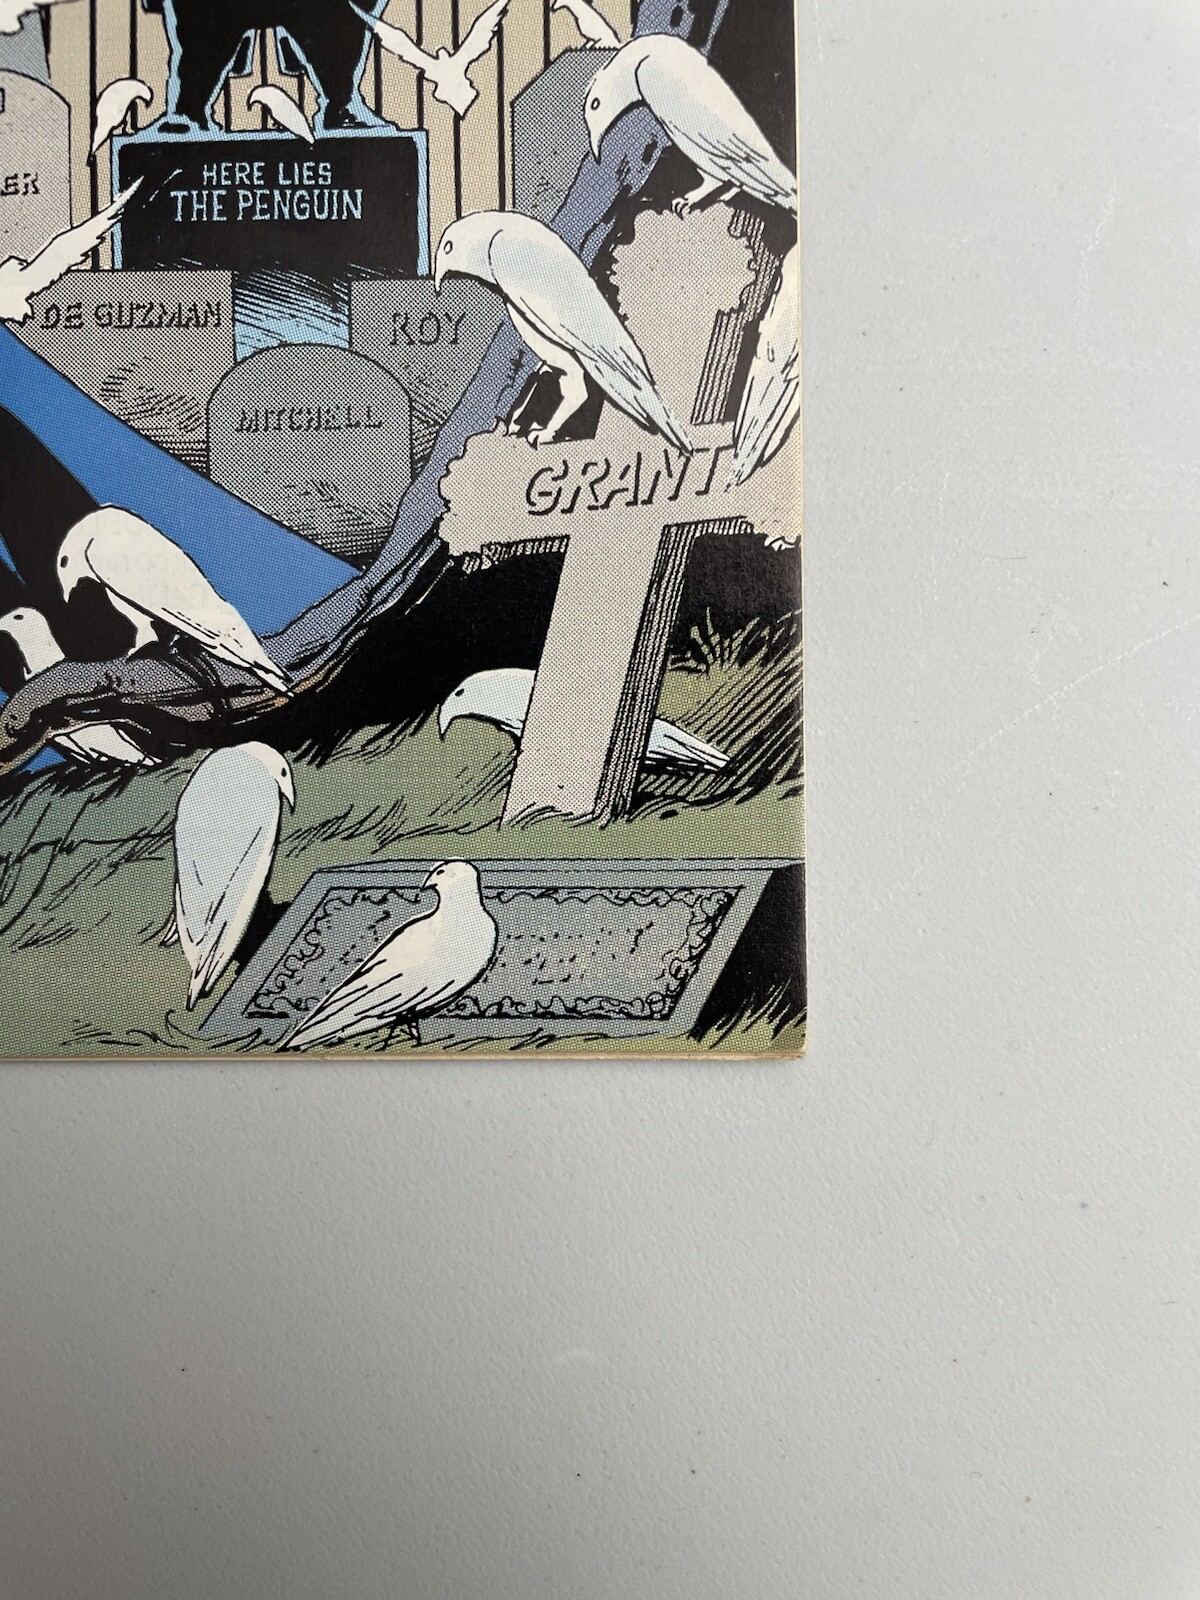 HERE LIES
THE PENGUIN
DE GUZMAN
ROY
MITCHELL
GRANT